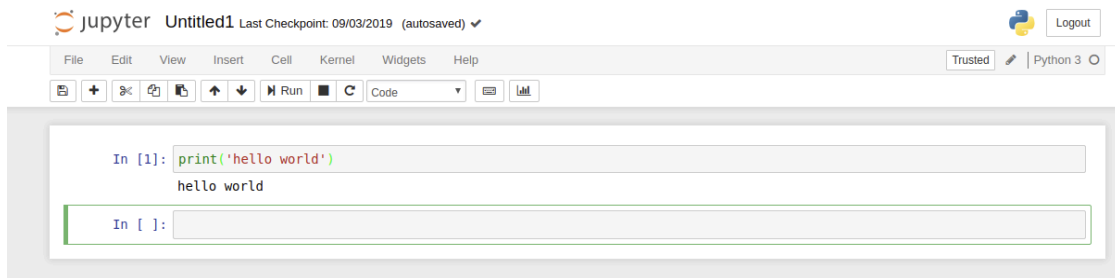 jupyter Untitled1 Last Checkpoint: 09/03/2019 (autosaved) Logout
File Edit View Insert Cell Kernel Widgets Help Trusted Python 3
Run Code
In [1]: print('hello world')
hello world
In [ ]: